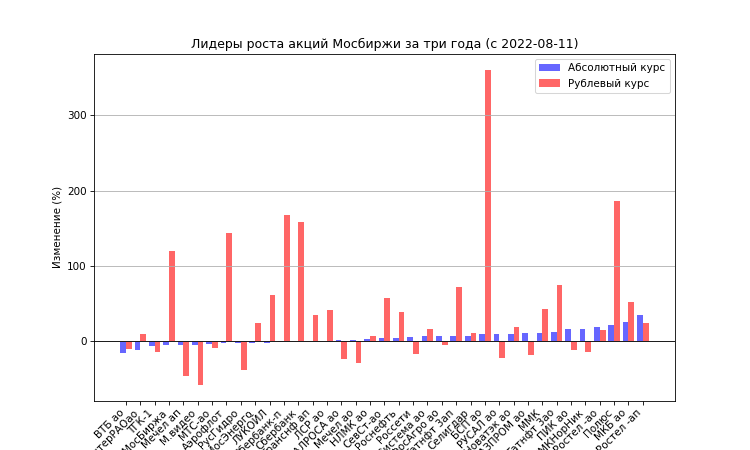 Лидеры роста акций Мосбиржи за три года (с 2022-08-11)
Абсолютный курс
Рублевый курс
Изменение (%)
300
200
100
0
ВТБ ао
ТГК-1
МосБиржа
Мечел ап
М.видео
МТС-ао
Аэрофлот
РусГидро
ЛУКОЙЛ
Сбербанк
ЛСР ао
АЛРОСА ао
Мечел ао
НЛМК ао
СевСт-ао
Роснефть
Россети
Селигдар
БСП ао
РУСАЛ ао
ММК
ПИК ао
Ростел -ао
Полюс
МКБ ао
Ростел -ап